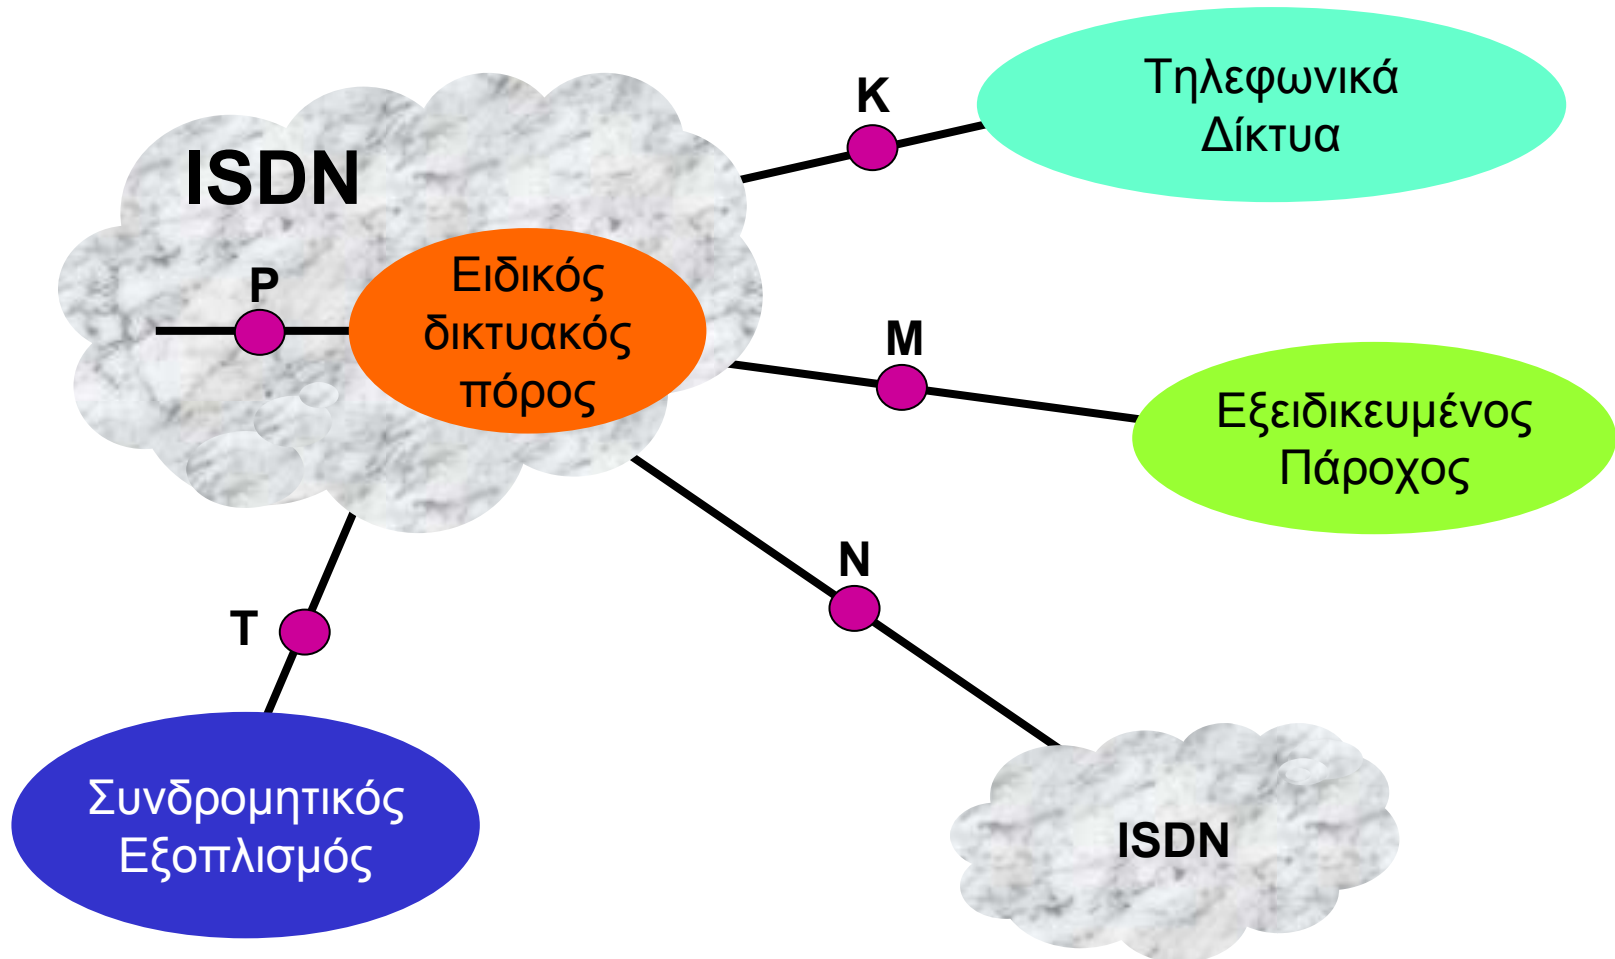 K
Τηλεφωνικά
Δίκτυα
ISDN
P
Ειδικός
δικτυακός
πόρος
M
Εξειδικευμένος
Πάροχος
N
T
Συνδρομητικός
Εξοπλισμός
ISDN